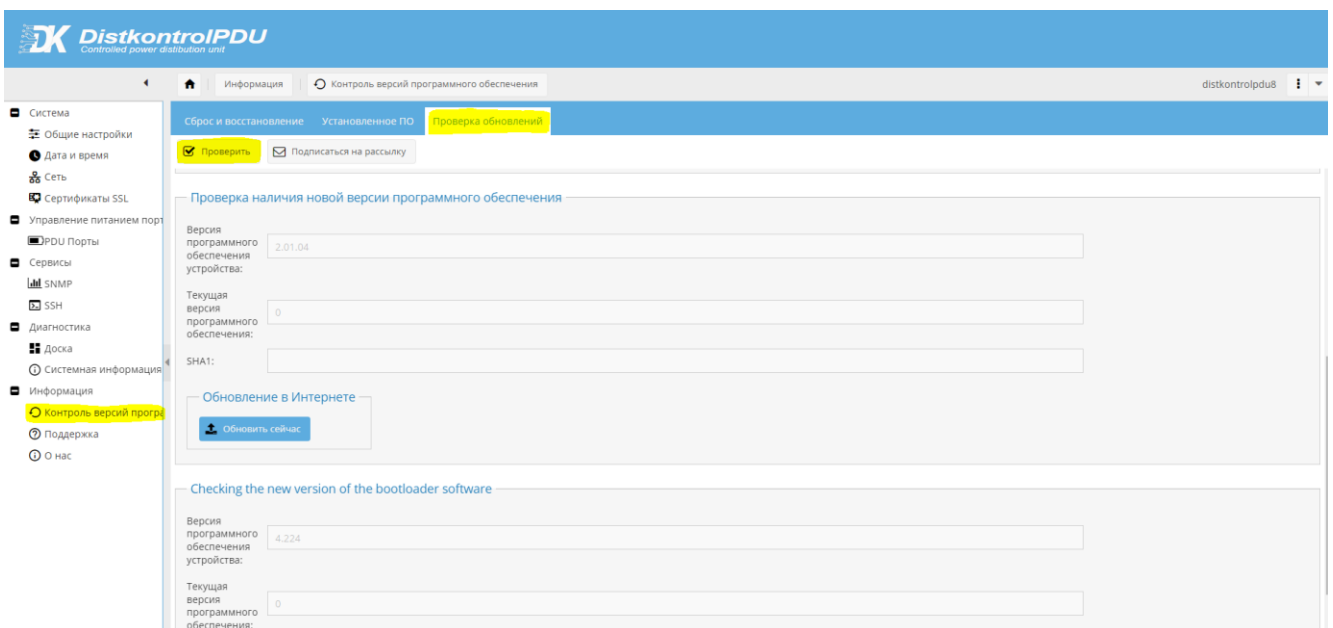 DK DistkontrolPDU
Controlled power distibution unit
Информация
Контроль версий программного обеспечения
distkontrolpdu8
Система
Общие настройки
Дата и время
Сеть
Сертификаты SSL
Управление питанием порт
PDU Порты
Сервисы
SNMP
SSH
Диагностика
Доска
Системная информация
Информация
Контроль версий програ
Поддержка
О нас
Сброс и восстановление
Установленное ПО
Проверка обновлений
Проверить
Подписаться на рассылку
Проверка наличия новой версии программного обеспечения
Версия
программного
обеспечения
устройства:
2.01.04
Текущая
версия
программного
обеспечения:
0
SHA1:
Обновление в Интернете
Обновить сейчас
Checking the new version of the bootloader software
Версия
программного
обеспечения
устройства:
4.224
Текущая
версия
программного
обеспечения:
0